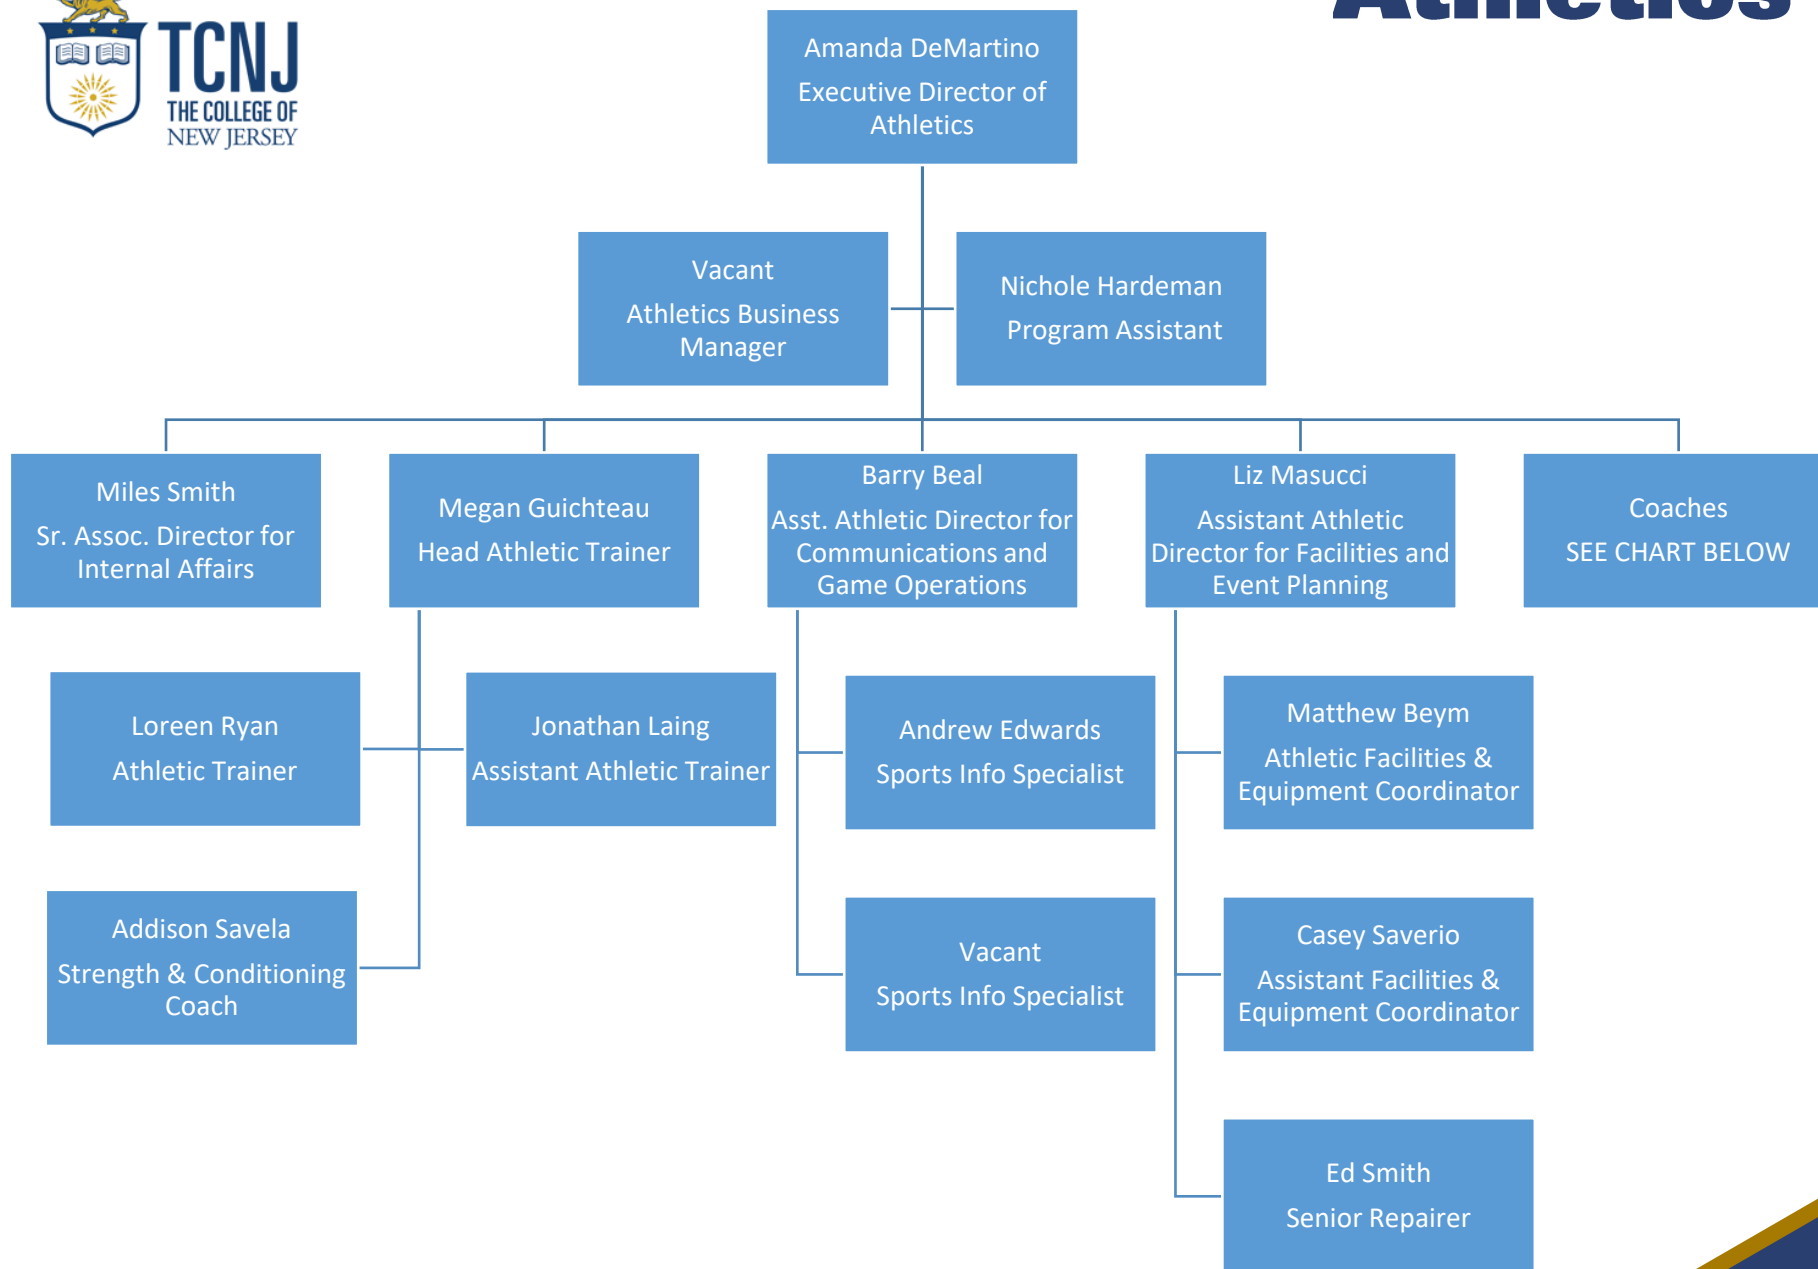 Athletics
TCNJ
THE COLLEGE OF
NEW JERSEY
Amanda DeMartino
Executive Director of
Athletics
Vacant
Athletics Business
Manager
Nichole Hardeman
Program Assistant
Miles Smith
Sr. Assoc. Director for
Internal Affairs
Megan Guichteau
Head Athletic Trainer
Barry Beal
Asst. Athletic Director for
Communications and
Game Operations
Liz Masucci
Assistant Athletic
Director for Facilities and
Event Planning
Coaches
SEE CHART BELOW
Loreen Ryan
Athletic Trainer
Jonathan Laing
Assistant Athletic Trainer
Andrew Edwards
Sports Info Specialist
Matthew Beym
Athletic Facilities &
Equipment Coordinator
Addison Savela
Strength & Conditioning
Coach
Vacant
Sports Info Specialist
Casey Saverio
Assistant Facilities &
Equipment Coordinator
Ed Smith
Senior Repairer